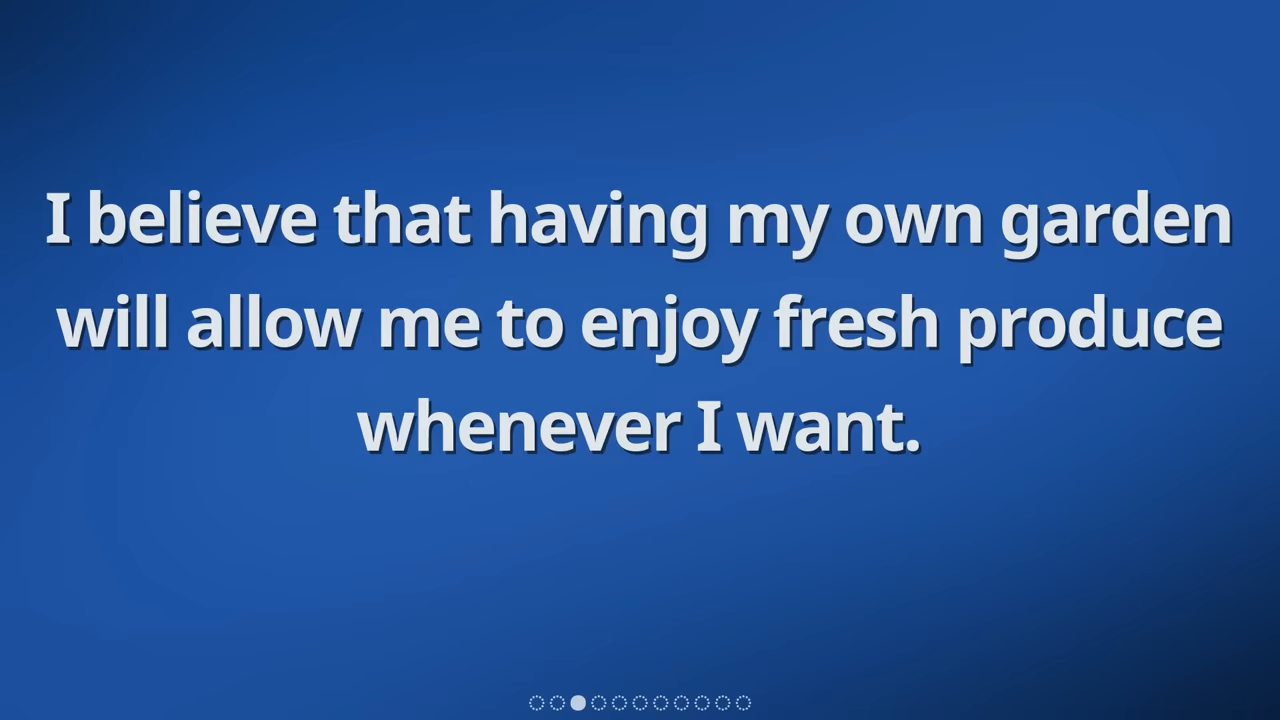 I believe that having my own garden
will allow me to enjoy fresh produce
whenever I want.